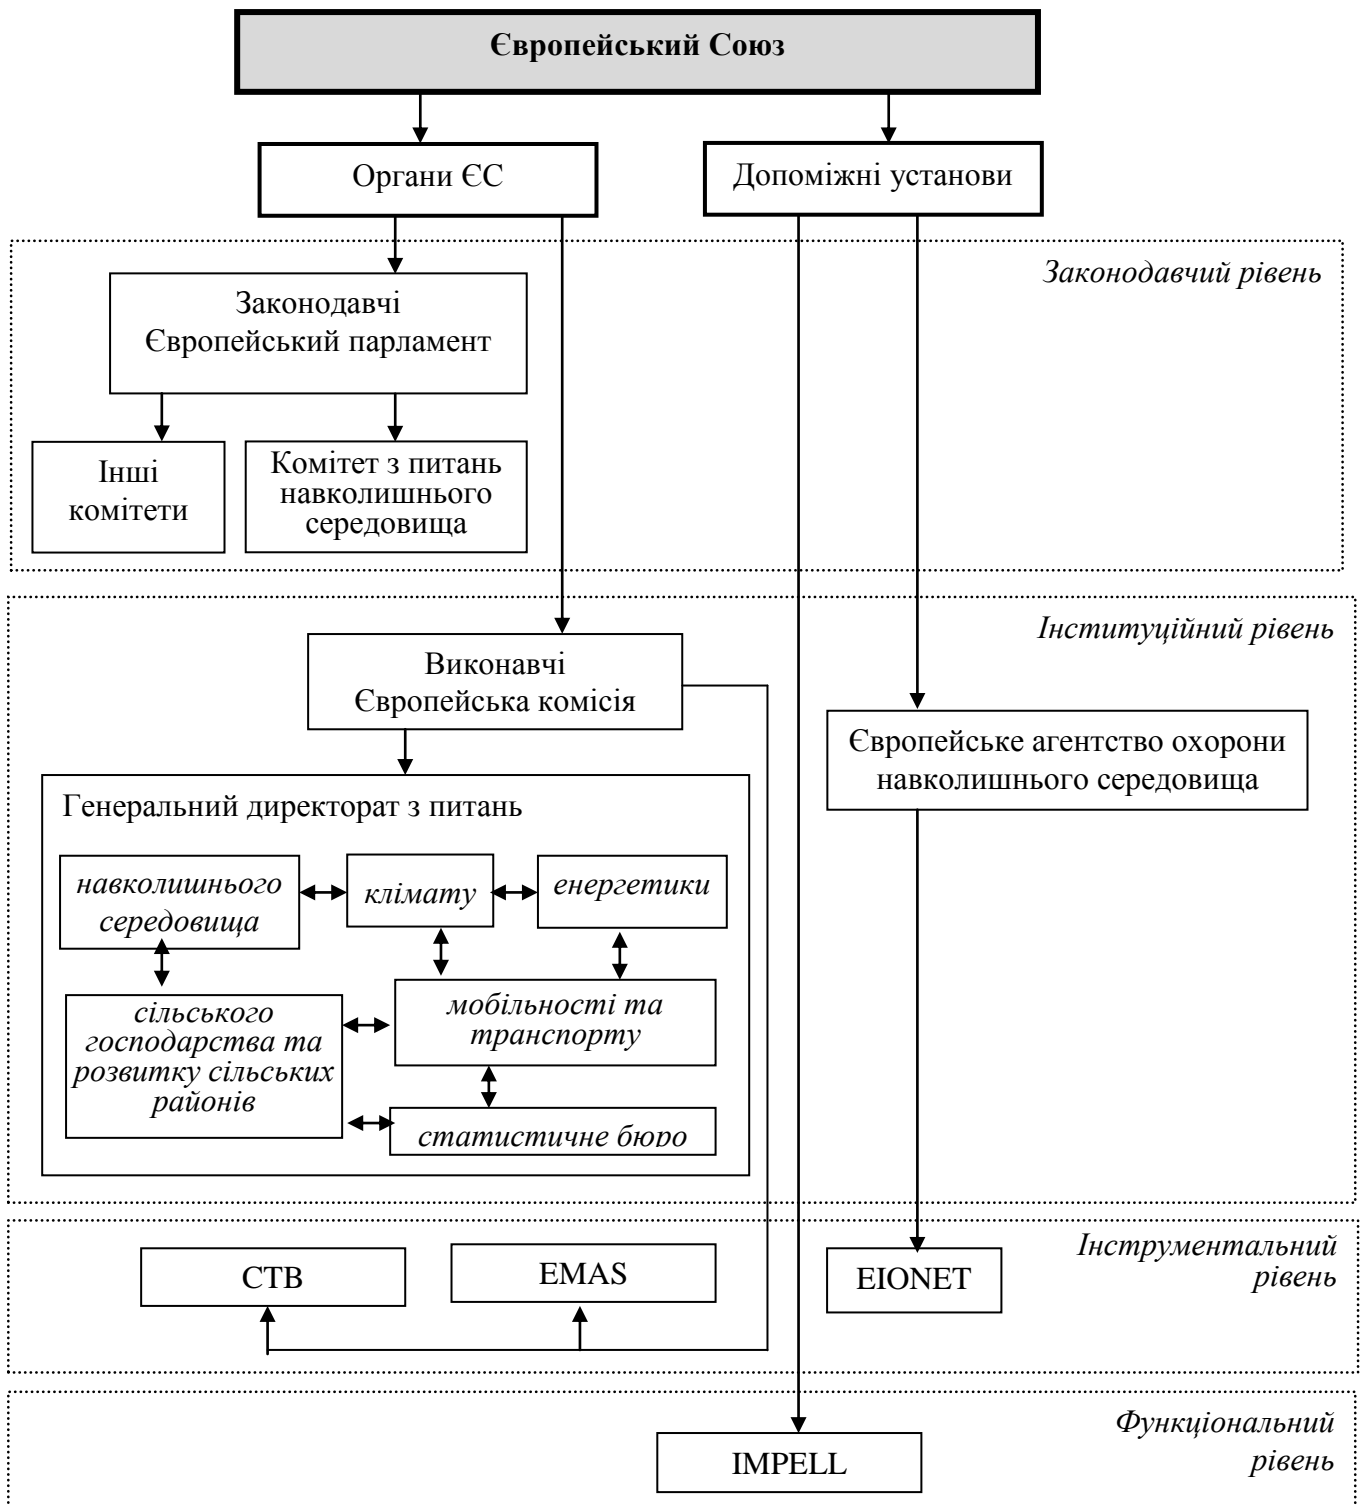 Європейський Союз
Органи ЄС
Допоміжні установи
Законодавчий рівень
Законодавчі
Європейський парламент
Інші
комітети
Комітет з питань
навколишнього
середовища
Інституційний рівень
Виконавчі
Європейська комісія
Європейське агентство охорони
навколишнього середовища
Генеральний директорат з питань
навколишнього
середовища
клімату
енергетики
сільського
господарства та
розвитку сільських
районів
мобільності та
транспорту
статистичне бюро
Інструментальний
рівень
СТВ
EMAS
EIONET
Функціональний
рівень
IMPELL